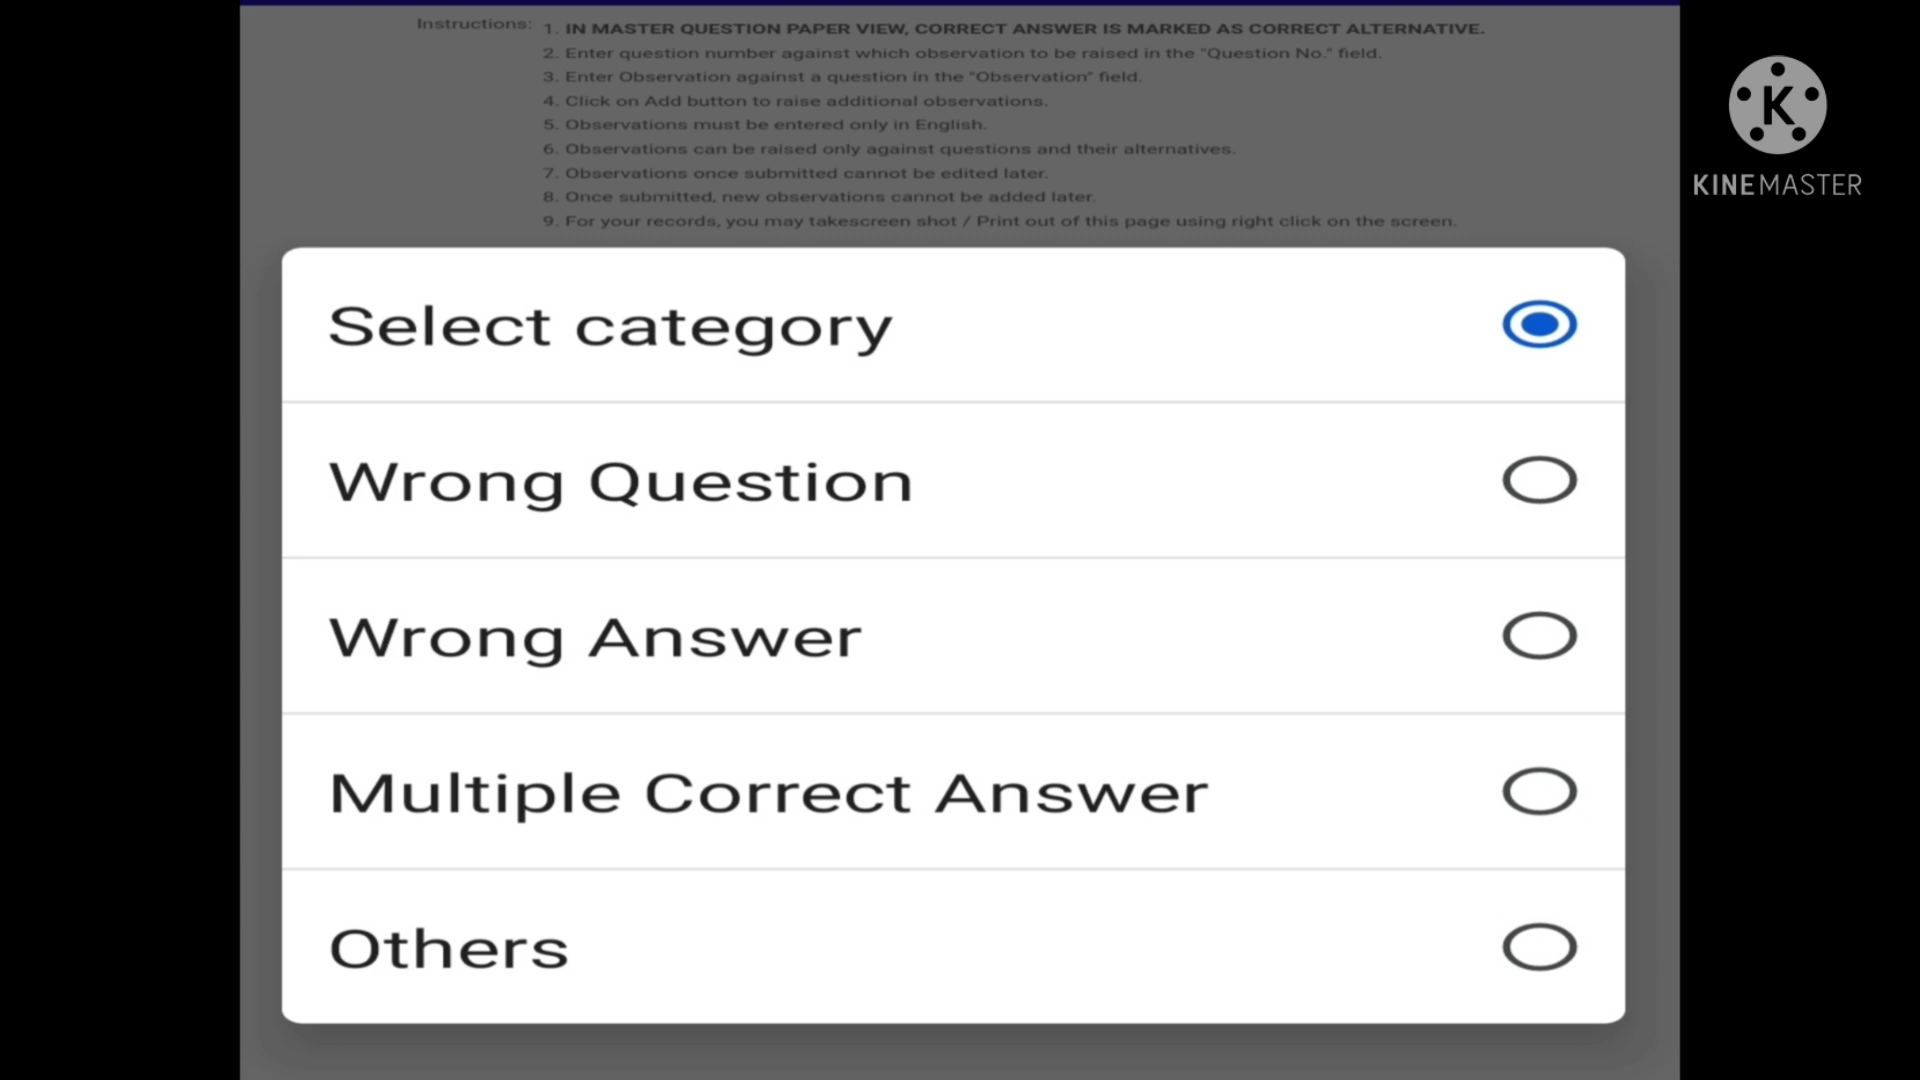 Instructions: 1. IN MASTER QUESTION PAPER VIEW, CORRECT ANSWER IS MARKED AS CORRECT ALTERNATIVE.
2. Enter question number against which observation to be raised in the "Question No." field.
3. Enter Observation against a question in the "Observation" field.
4. Click on Add button to raise additional observations.
5. Observations must be entered only in English.
6. Observations can be raised only against questions and their alternatives.
7. Observations once submitted cannot be edited later.
8. Once submitted, new observations cannot be added later.
9. For your records, you may takescreen shot / Print out of this page using right click on the screen.
K
KINEMASTER
Select category
Wrong Question
Wrong Answer
Multiple Correct Answer
Others